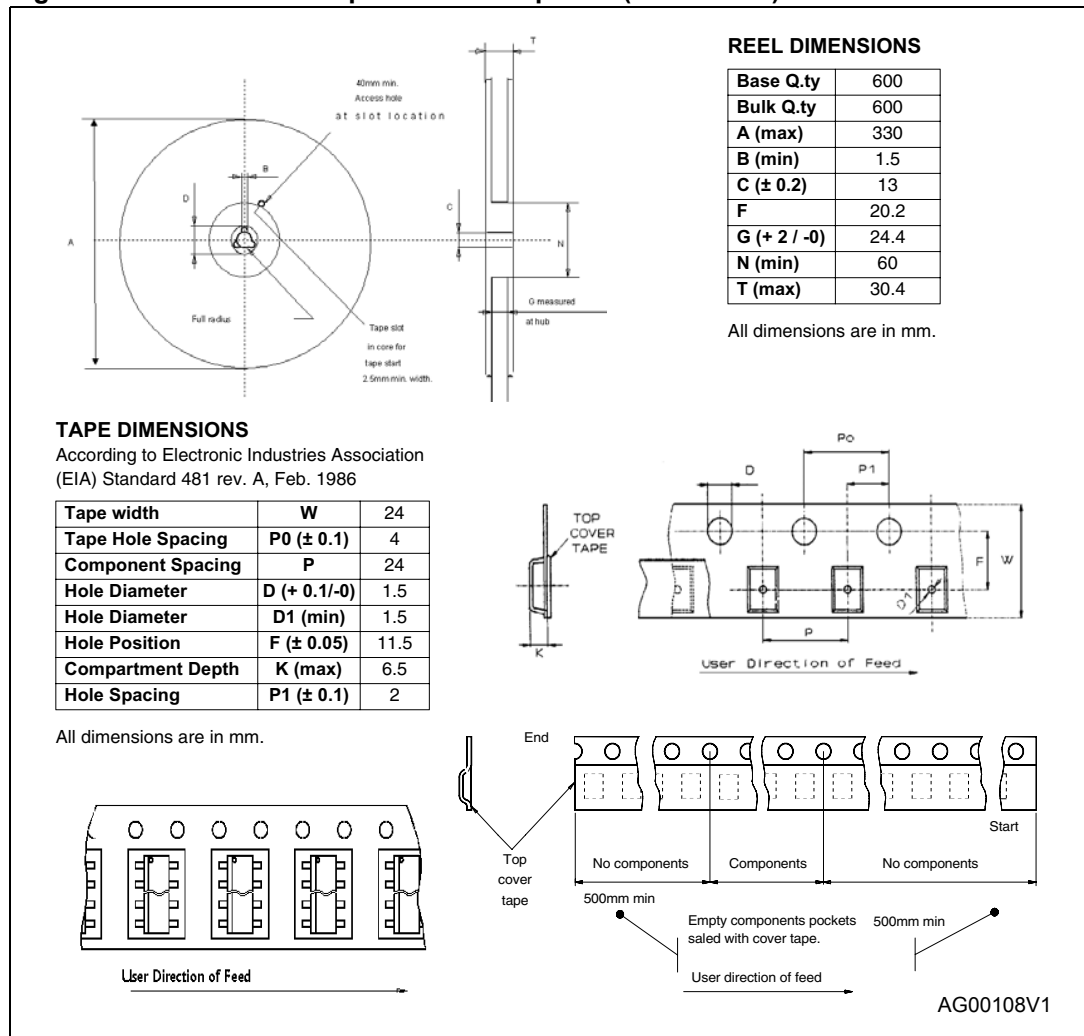 T
40mm min.
Access hole
at slot location
B
D
C
A
N
Full radius
G measured
at hub
Tape slot
in core for
tape start
2.5mm min. width.
REEL DIMENSIONS
Base Q.ty 600
Bulk Q.ty 600
A (max) 330
B (min) 1.5
C (± 0.2) 13
F 20.2
G (+ 2 / -0) 24.4
N (min) 60
T (max) 30.4
All dimensions are in mm.
TAPE DIMENSIONS
According to Electronic Industries Association
(EIA) Standard 481 rev. A, Feb. 1986
Tape width W 24
Tape Hole Spacing P0 (± 0.1) 4
Component Spacing P 24
Hole Diameter D (+ 0.1/-0) 1.5
Hole Diameter D1 (min) 1.5
Hole Position F (± 0.05) 11.5
Compartment Depth K (max) 6.5
Hole Spacing P1 (± 0.1) 2
All dimensions are in mm.
Po
D
P1
TOP
COVER
TAPE
F
W
D1
K
P
User Direction of Feed
End
Start
Top
cover
tape
No components
Components
No components
500mm min
Empty components pockets
saled with cover tape.
500mm min
User direction of feed
User Direction of Feed
AG00108V1